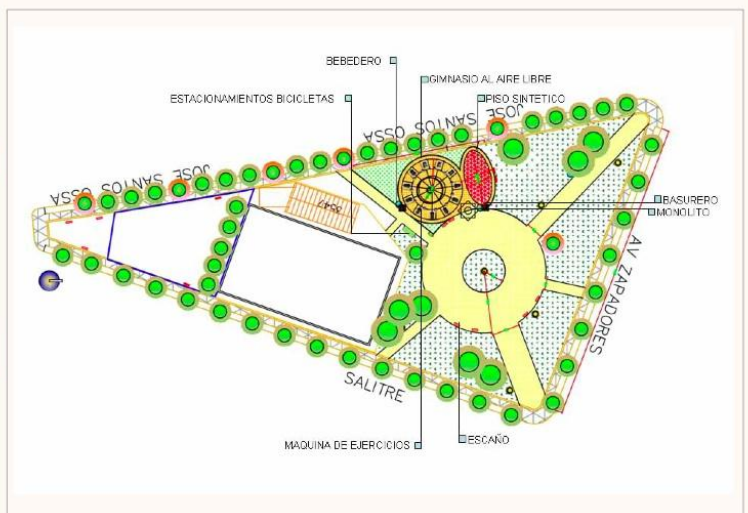 BEBEDERO
GIMNASIO AL AIRE LIBRE
ESTACIONAMIENTOS BICICLETAS
PISO SINTETICO
JOSE SANTOS OSSA
JOSE SANTOS OSSA
3047
BASURERO
MONOLITO
AV ZAPADORES
SALITRE
MAQUINA DE EJERCICIOS
ESCAÑO